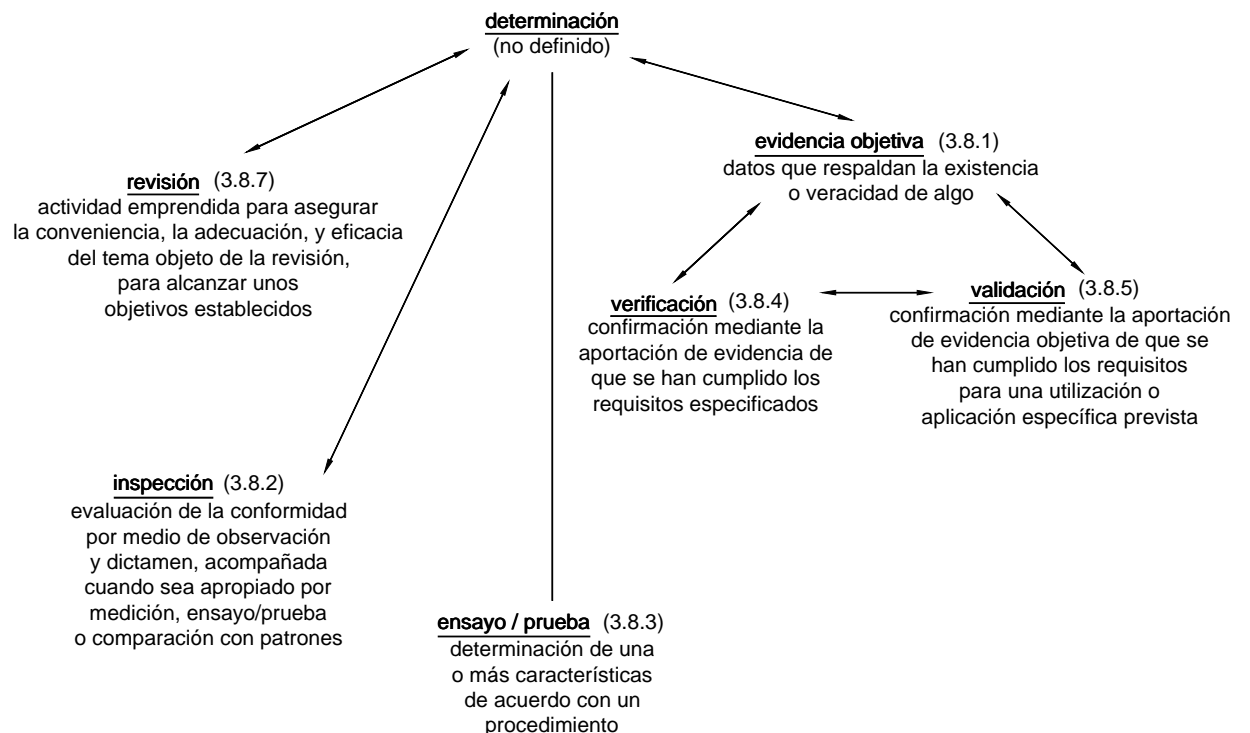 determinación
(no definido)
evidencia objetiva (3.8.1)
datos que respaldan la existencia
o veracidad de algo
revisión (3.8.7)
actividad emprendida para asegurar
la conveniencia, la adecuación, y eficacia
del tema objeto de la revisión,
para alcanzar unos
objetivos establecidos
verificación (3.8.4)
confirmación mediante la
aportación de evidencia de
que se han cumplido los
requisitos especificados
validación (3.8.5)
confirmación mediante la aportación
de evidencia objetiva de que se
han cumplido los requisitos
para una utilización o
aplicación específica prevista
inspección (3.8.2)
evaluación de la conformidad
por medio de observación
y dictamen, acompañada
cuando sea apropiado por
medición, ensayo/prueba
o comparación con patrones
ensayo / prueba (3.8.3)
determinación de una
o más características
de acuerdo con un
procedimiento